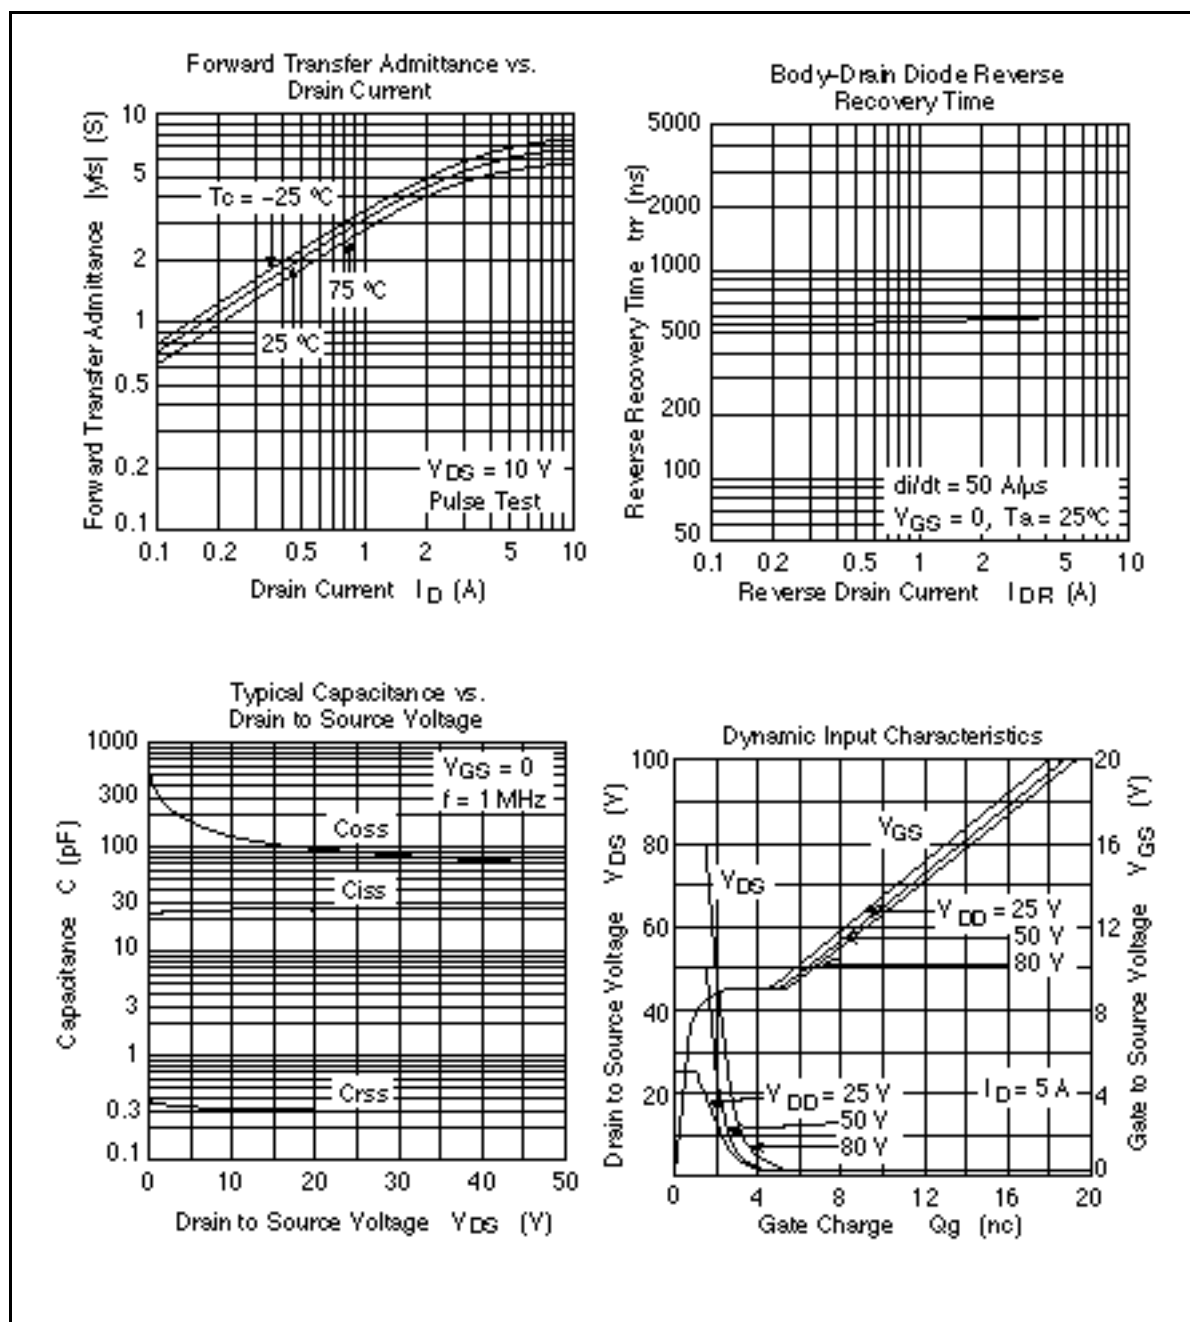 Forward Transfer Admittance vs.
Drain Current
Forward Transfer Admittance |yfs| (S)
10
5
2
1
0.5
0.2
0.1
Tc = –25 °C
75 °C
25 °C
VDS = 10 V
Pulse Test
0.1 0.2 0.5 1 2 5 10
Drain Current ID (A)
Body–Drain Diode Reverse
Recovery Time
Reverse Recovery Time trr (ns)
5000
2000
1000
500
200
100
50
di/dt = 50 A/µs
VGS = 0, Ta = 25°C
0.1 0.2 0.5 1 2 5 10
Reverse Drain Current IDR (A)
Typical Capacitance vs.
Drain to Source Voltage
Capacitance C (pF)
1000
300
100
30
10
3
1
0.3
0.1
VGS = 0
f = 1 MHz
Coss
Ciss
Crss
0 10 20 30 40 50
Drain to Source Voltage VDS (V)
Dynamic Input Characteristics
Drain to Source Voltage VDS (V)
100
80
60
40
20
Gate to Source Voltage VGS (V)
20
16
12
8
4
0
VGS
VDS
VDD = 25 V
50 V
80 V
VDD = 25 V
50 V
80 V
ID = 5 A
0 4 8 12 16 20
Gate Charge Qg (nc)